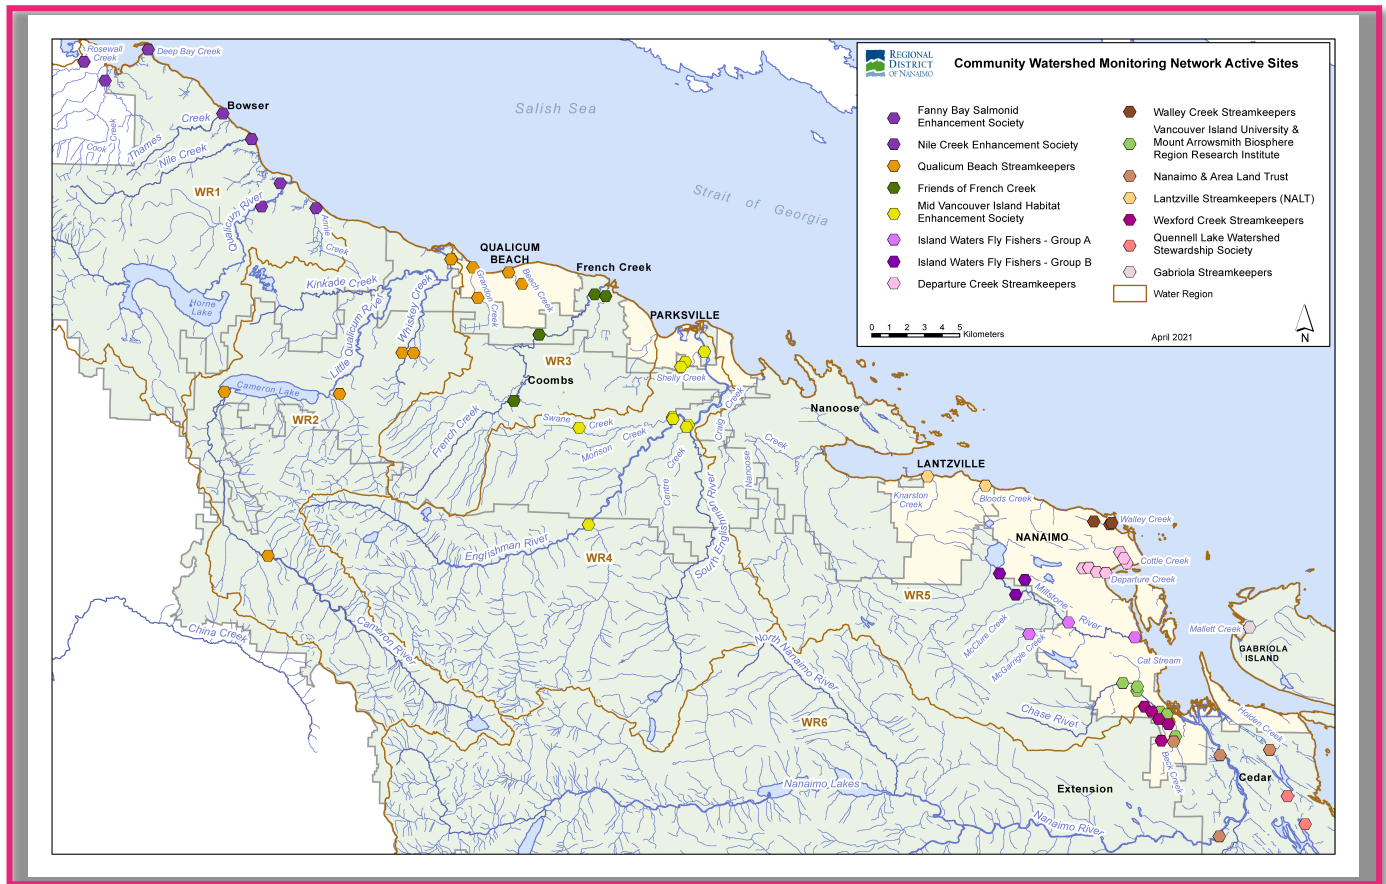 REGIONAL
DISTRICT
OF NANAIMO
Community Watershed Monitoring Network Active Sites
Fanny Bay Salmonid
Enhancement Society
Nile Creek Enhancement Society
Qualicum Beach Streamkeepers
Friends of French Creek
Mid Vancouver Island Habitat
Enhancement Society
Island Waters Fly Fishers - Group A
Island Waters Fly Fishers - Group B
Departure Creek Streamkeepers
Walley Creek Streamkeepers
Vancouver Island University &
Mount Arrowsmith Biosphere
Region Research Institute
Nanaimo & Area Land Trust
Lantzville Streamkeepers (NALT)
Wexford Creek Streamkeepers
Quennell Lake Watershed
Stewardship Society
Gabriola Streamkeepers
Water Region
0 1 2 3 4 5
Kilometers
April 2021
N
Rosewall
Creek
Deep Bay Creek
Bowser
Salish Sea
Creek
Thames
Cook
Creek
Nile Creek
WR1
Strait of Georgia
Qualicum River
Annie
Creek
QUALICUM
BEACH
French Creek
Kinkade Creek
Horne
Lake
Whiskey Creek
Grandon Creek
Beach Creek
PARKSVILLE
Little Qualicum River
WR3
Coombs
Shelly Creek
Cameron Lake
WR2
French Creek
Swane Creek
Morison Creek
Craig
Creek
Nanoose
Nanoose
Creek
Centre
Creek
LANTZVILLE
Knarston
Creek
Bloods Creek
Walley Creek
NANAIMO
Englishman River
WR4
South Englishman River
Cottle Creek
Departure Creek
WR5
Millstone River
China Creek
Cameron River
North Nanaimo River
McClure Creek
McGarrigle Creek
Mallett Creek
GABRIOLA
ISLAND
Cat Stream
WR6
Chase River
Holden Creek
Beck Creek
Cedar
Nanaimo Lakes
Extension
Nanaimo River